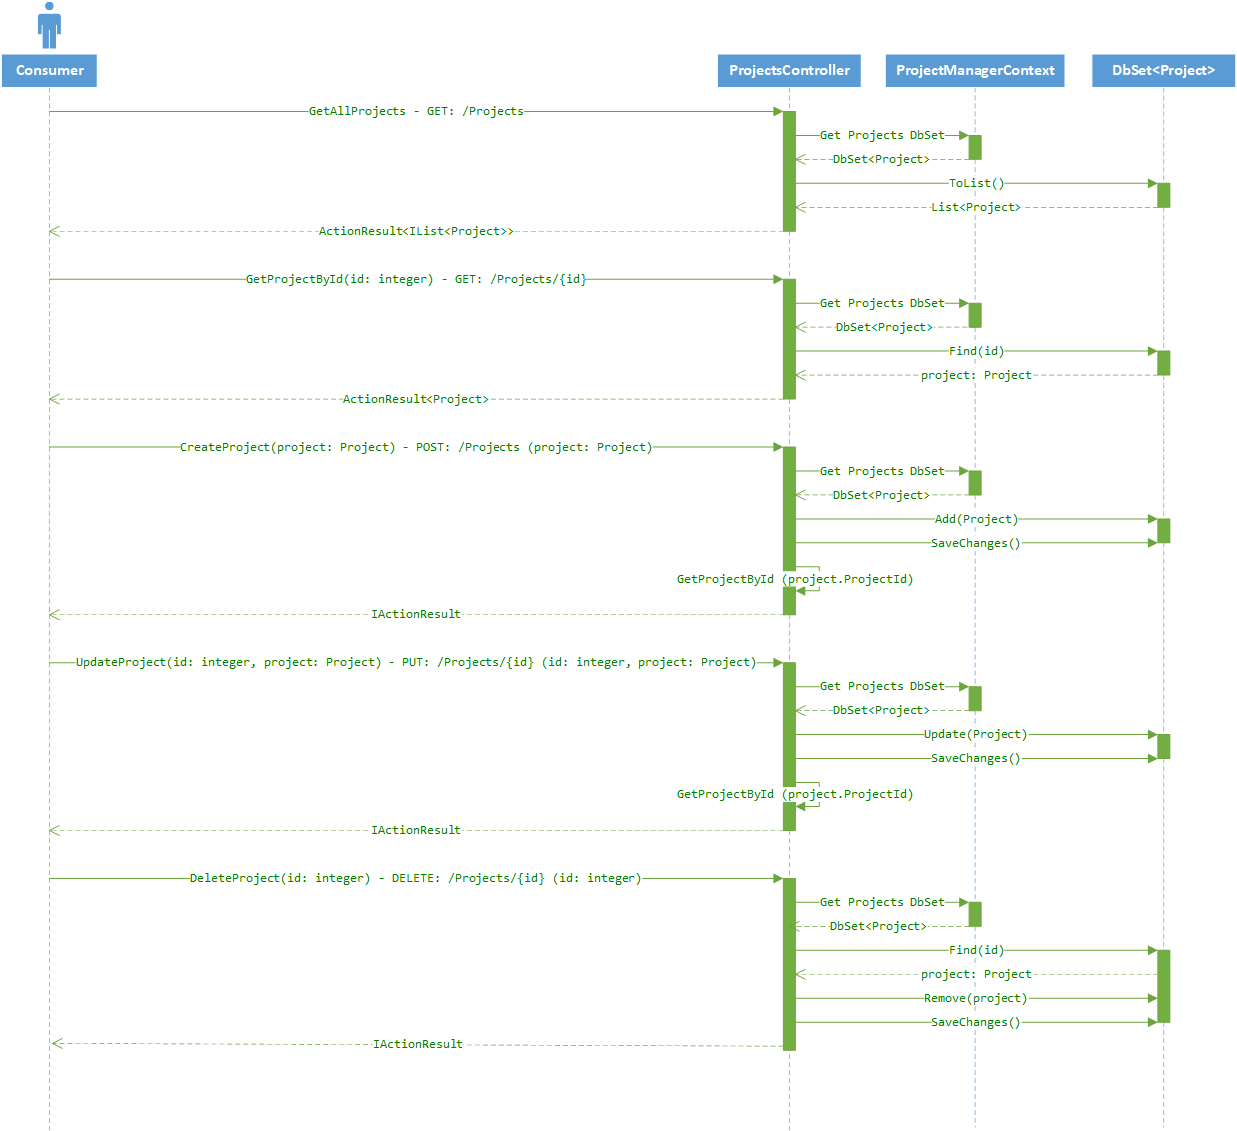 Consumer
ProjectsController
ProjectManagerContext
DbSet<Project>
GetAllProjects - GET: /Projects
Get Projects DbSet
DbSet<Project>
ToList()
List<Project>
ActionResult<IList<Project>>
GetProjectById(id: integer) - GET: /Projects/{id}
Get Projects DbSet
DbSet<Project>
Find(id)
project: Project
ActionResult<Project>
CreateProject(project: Project) - POST: /Projects (project: Project)
Get Projects DbSet
DbSet<Project>
Add(Project)
SaveChanges()
GetProjectById (project.ProjectId)
IActionResult
UpdateProject(id: integer, project: Project) - PUT: /Projects/{id} (id: integer, project: Project)
Get Projects DbSet
DbSet<Project>
Update(Project)
SaveChanges()
GetProjectById (project.ProjectId)
IActionResult
DeleteProject(id: integer) - DELETE: /Projects/{id} (id: integer)
Get Projects DbSet
DbSet<Project>
Find(id)
project: Project
Remove(project)
SaveChanges()
IActionResult